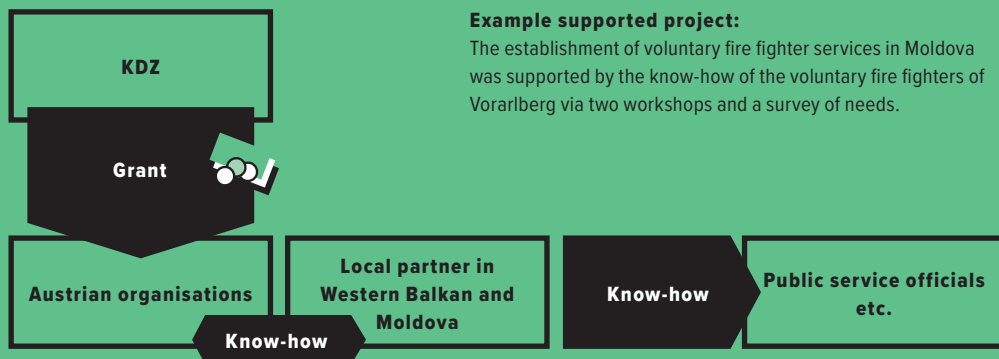 KDZ
Example supported project:
The establishment of voluntary fire fighter services in Moldova
was supported by the know-how of the voluntary fire fighters of
Vorarlberg via two workshops and a survey of needs.
Grant
Austrian organisations
Local partner in
Western Balkan and
Moldova
Know-how
Know-how
Public service officials
etc.